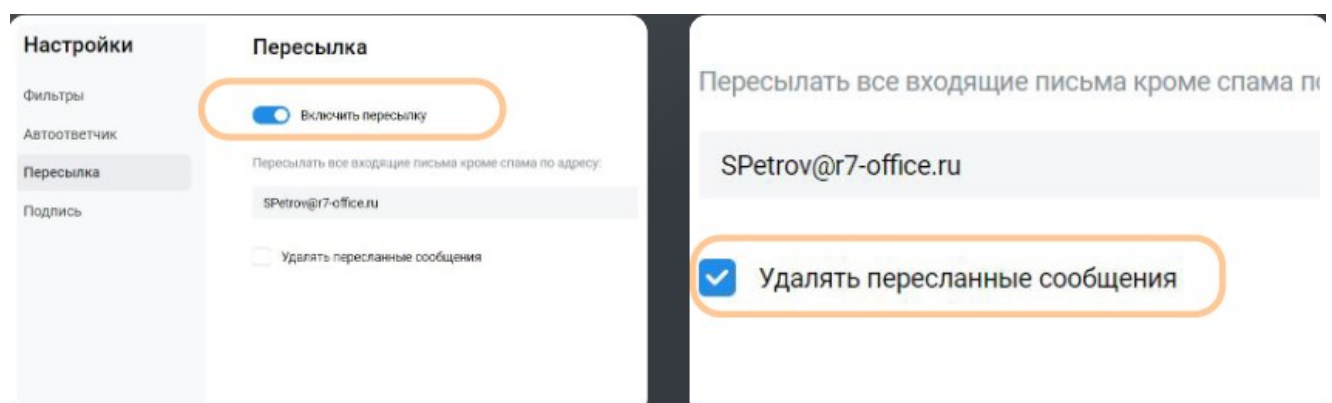 Настройки
Фильтры
Автоответчик
Пересылка
Подпись
Пересылка
Включить пересылку
Пересылать все входящие письма кроме спама по адресу:
SPetrov@r7-office.ru
Удалять пересланные сообщения
Пересылать все входящие письма кроме спама
SPetrov@r7-office.ru
Удалять пересланные сообщения